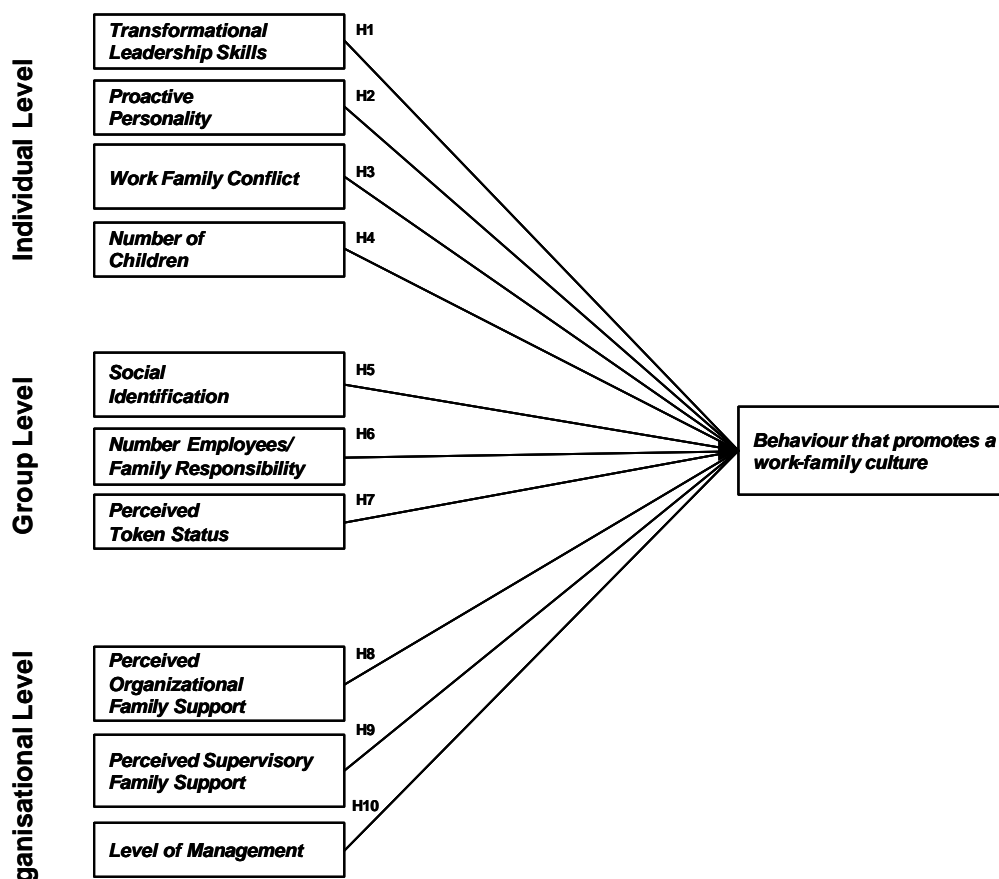 Individual Level
Transformational
Leadership Skills
H1
Proactive
Personality
H2
Work Family Conflict
H3
Number of
Children
H4
Group Level
Social
Identification
H5
Number Employees/
Family Responsibility
H6
Perceived
Token Status
H7
Behaviour that promotes a
work-family culture
ganisational Level
Perceived
Organizational
Family Support
H8
Perceived Supervisory
Family Support
H9
Level of Management
H10